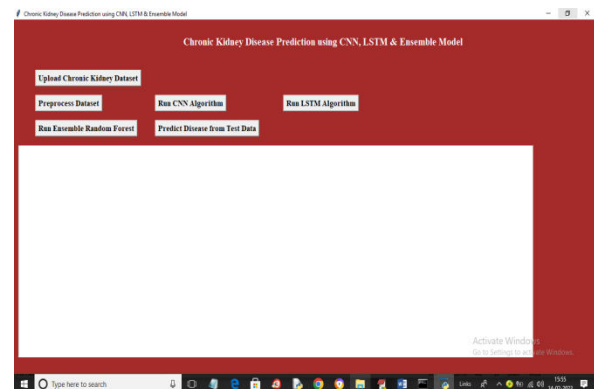 Chronic Kidney Disease Prediction using CNN, LSTM & Ensemble Model
Chronic Kidney Disease Prediction using CNN, LSTM & Ensemble Model
Upload Chronic Kidney Dataset
Preprocess Dataset Run CNN Algorithm Run LSTM Algorithm
Run Ensemble Random Forest Predict Disease from Test Data
Activate Windows
Go to Settings to activate Windows.
Type here to search Links 15:55